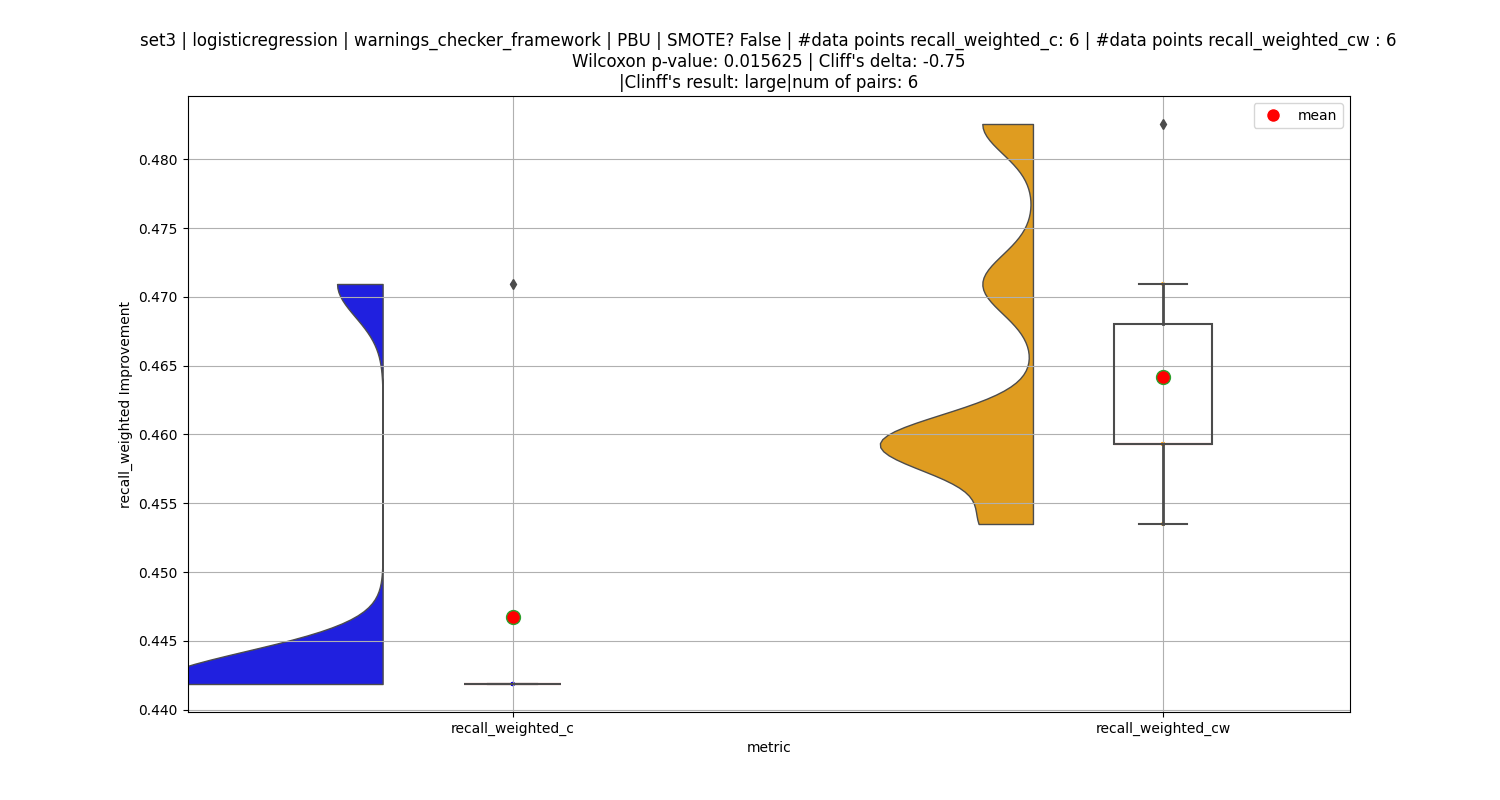 set3 | logisticregression | warnings_checker_framework | PBU | SMOTE? False | #data points recall_weighted_c: 6 | #data points recall_weighted_cw : 6
Wilcoxon p-value: 0.015625 | Cliff's delta: -0.75
|Clinff's result: large|num of pairs: 6
mean
0.480
0.475
0.470
0.465
0.460
0.455
0.450
0.445
0.440
recall_weighted Improvement
recall_weighted_c
recall_weighted_cw
metric